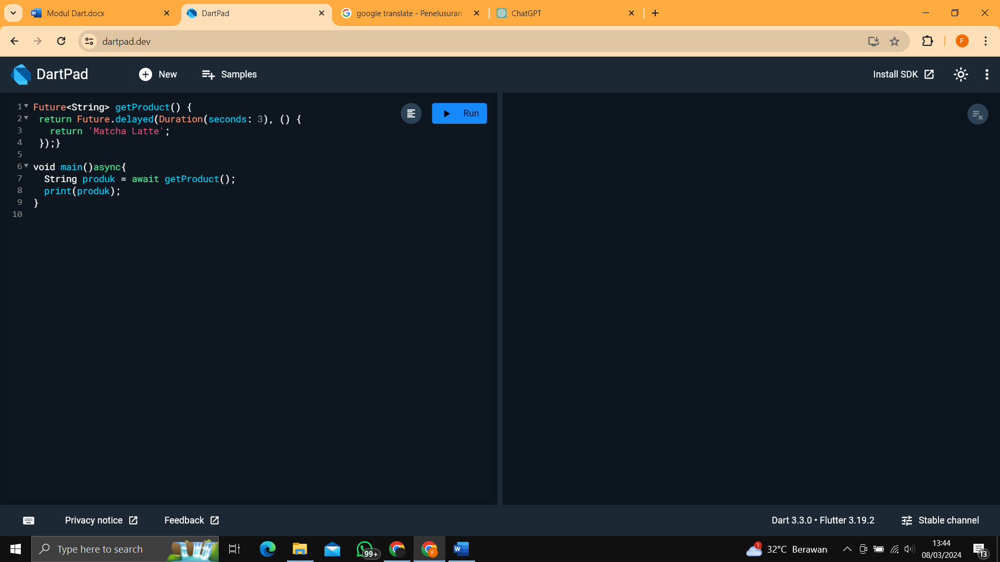 Modul Dart.docx
DartPad
google translate - Penelusuran
ChatGPT
dartpad.dev
F
DartPad
New
Samples
Install SDK
1 Future<String> getProduct() {
2 return Future.delayed(Duration(seconds: 3), () {
3 return 'Matcha Latte';
4 });}
5
6 void main()async{
7 String produk = await getProduct();
8 print(produk);
9 }
10
Run
Privacy notice
Feedback
Dart 3.3.0 • Flutter 3.19.2
Stable channel
Type here to search
99+
F
1
32°C Berawan
13:44
08/03/2024
13